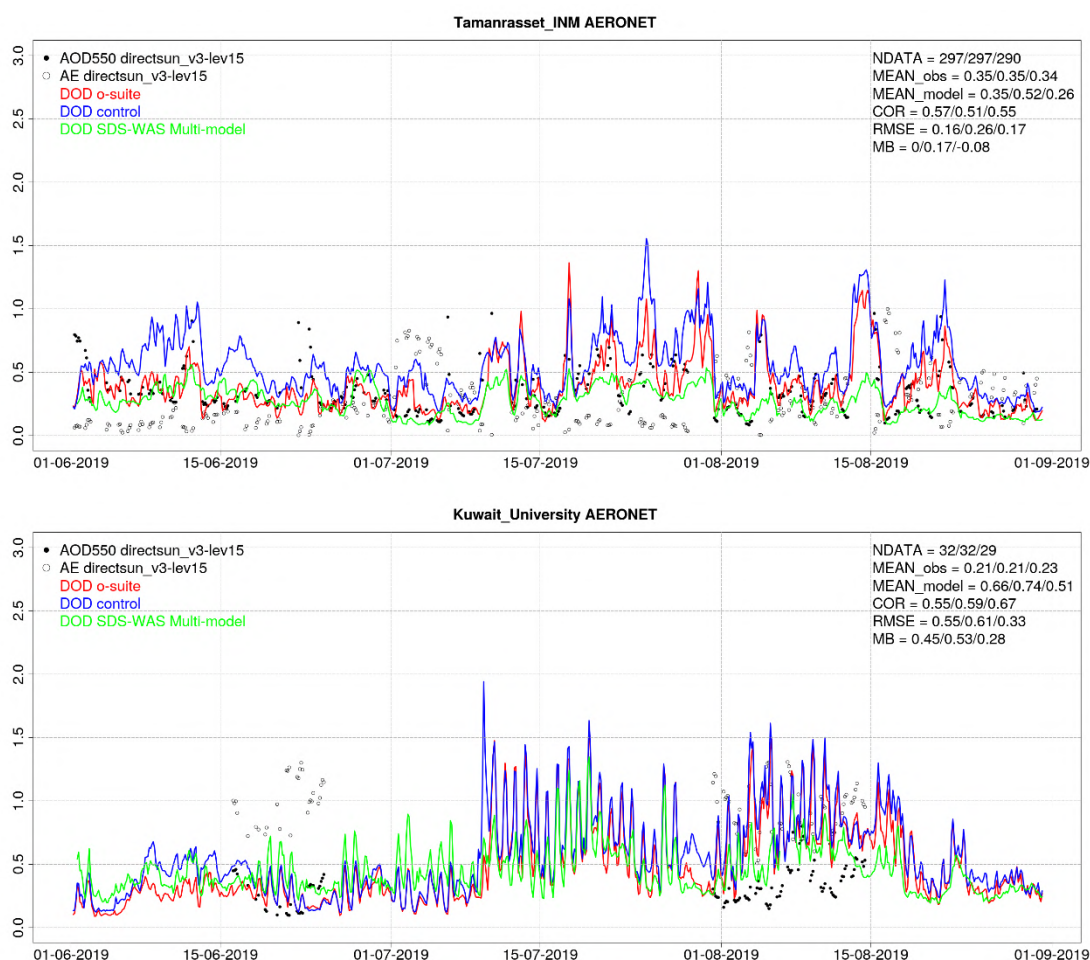 Tamanrasset_INM AERONET
3.0
2.5
2.0
1.5
1.0
0.5
0.0
AOD550 directsun_v3-lev15
AE directsun_v3-lev15
DOD o-suite
DOD control
DOD SDS-WAS Multi-model
NDATA = 297/297/290
MEAN_obs = 0.35/0.35/0.34
MEAN_model = 0.35/0.52/0.26
COR = 0.57/0.51/0.55
RMSE = 0.16/0.26/0.17
MB = 0/0.17/-0.08
01-06-2019 15-06-2019 01-07-2019 15-07-2019 01-08-2019 15-08-2019 01-09-2019
Kuwait_University AERONET
3.0
2.5
2.0
1.5
1.0
0.5
0.0
AOD550 directsun_v3-lev15
AE directsun_v3-lev15
DOD o-suite
DOD control
DOD SDS-WAS Multi-model
NDATA = 32/32/29
MEAN_obs = 0.21/0.21/0.23
MEAN_model = 0.66/0.74/0.51
COR = 0.55/0.59/0.67
RMSE = 0.55/0.61/0.33
MB = 0.45/0.53/0.28
01-06-2019 15-06-2019 01-07-2019 15-07-2019 01-08-2019 15-08-2019 01-09-2019